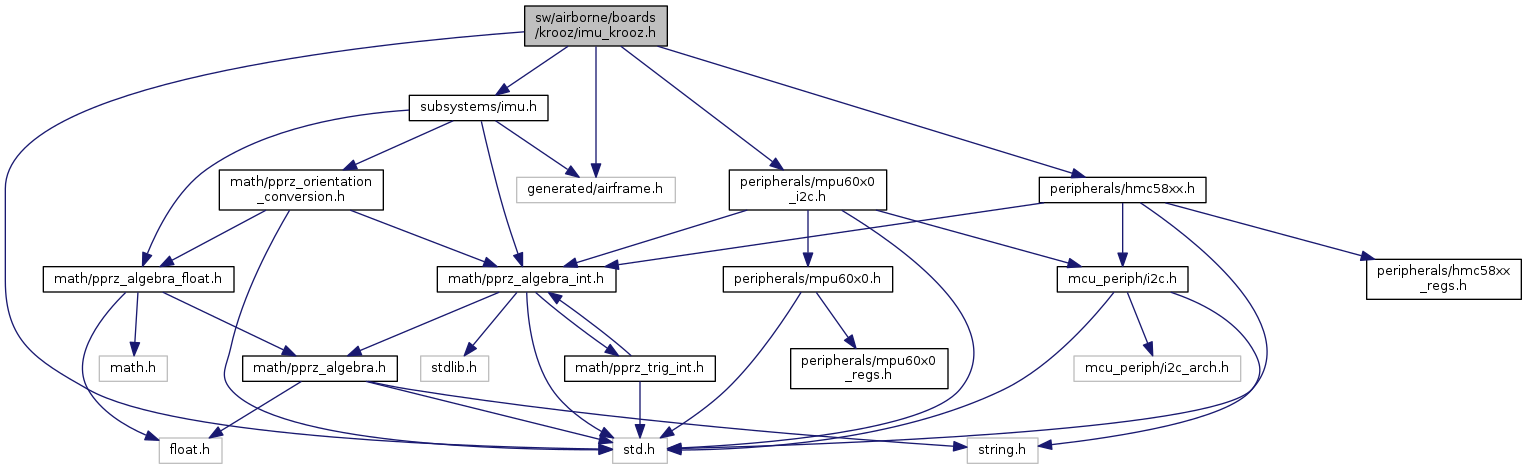 sw/airborne/boards
/krooz/imu_krooz.h
subsystems/imu.h
math/pprz_orientation
_conversion.h
generated/airframe.h
peripherals/mpu60x0
_i2c.h
peripherals/hmc58xx.h
math/pprz_algebra_float.h
math/pprz_algebra_int.h
peripherals/mpu60x0.h
mcu_periph/i2c.h
peripherals/hmc58xx
_regs.h
math.h
math/pprz_algebra.h
stdlib.h
math/pprz_trig_int.h
peripherals/mpu60x0
_regs.h
mcu_periph/i2c_arch.h
float.h
std.h
string.h